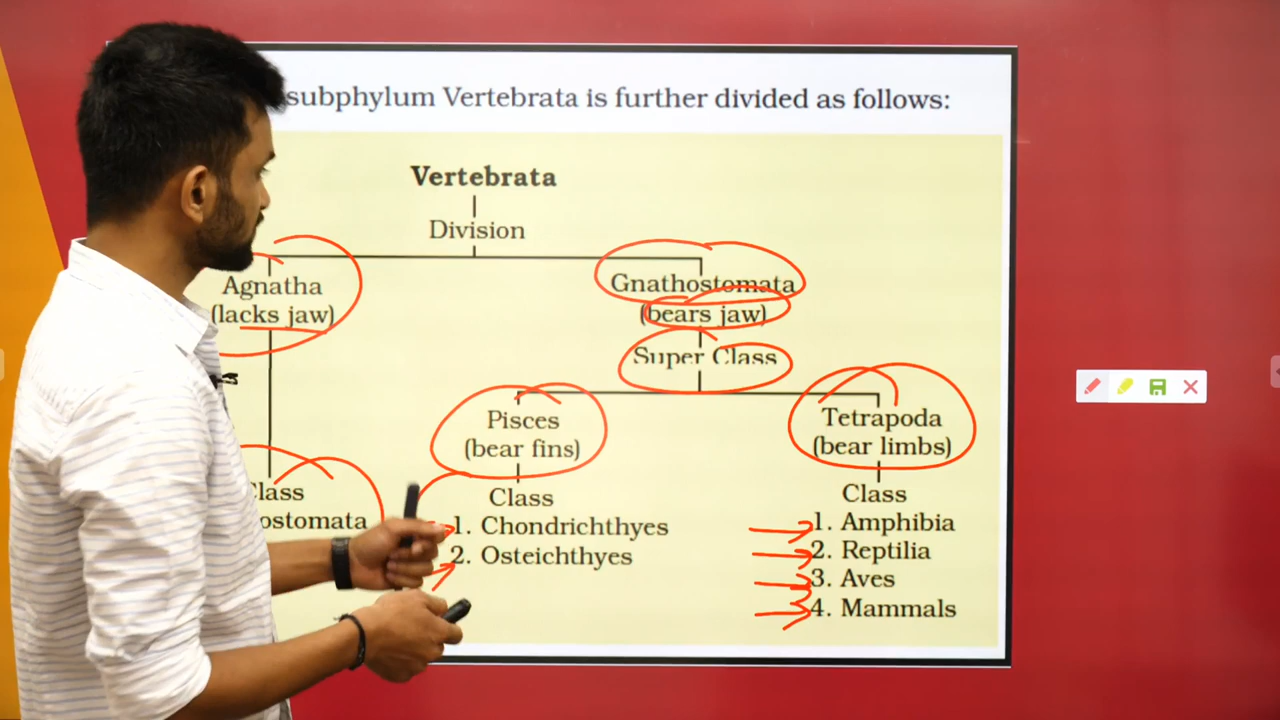 subphylum Vertebrata is further divided as follows:
Vertebrata
Division
Agnatha
(lacks jaw)
Gnathostomata
(bears jaw)
Super Class
Pisces
(bear fins)
Tetrapoda
(bear limbs)
Class
1. Chondrichthyes
2. Osteichthyes
Class
1. Amphibia
2. Reptilia
3. Aves
4. Mammals